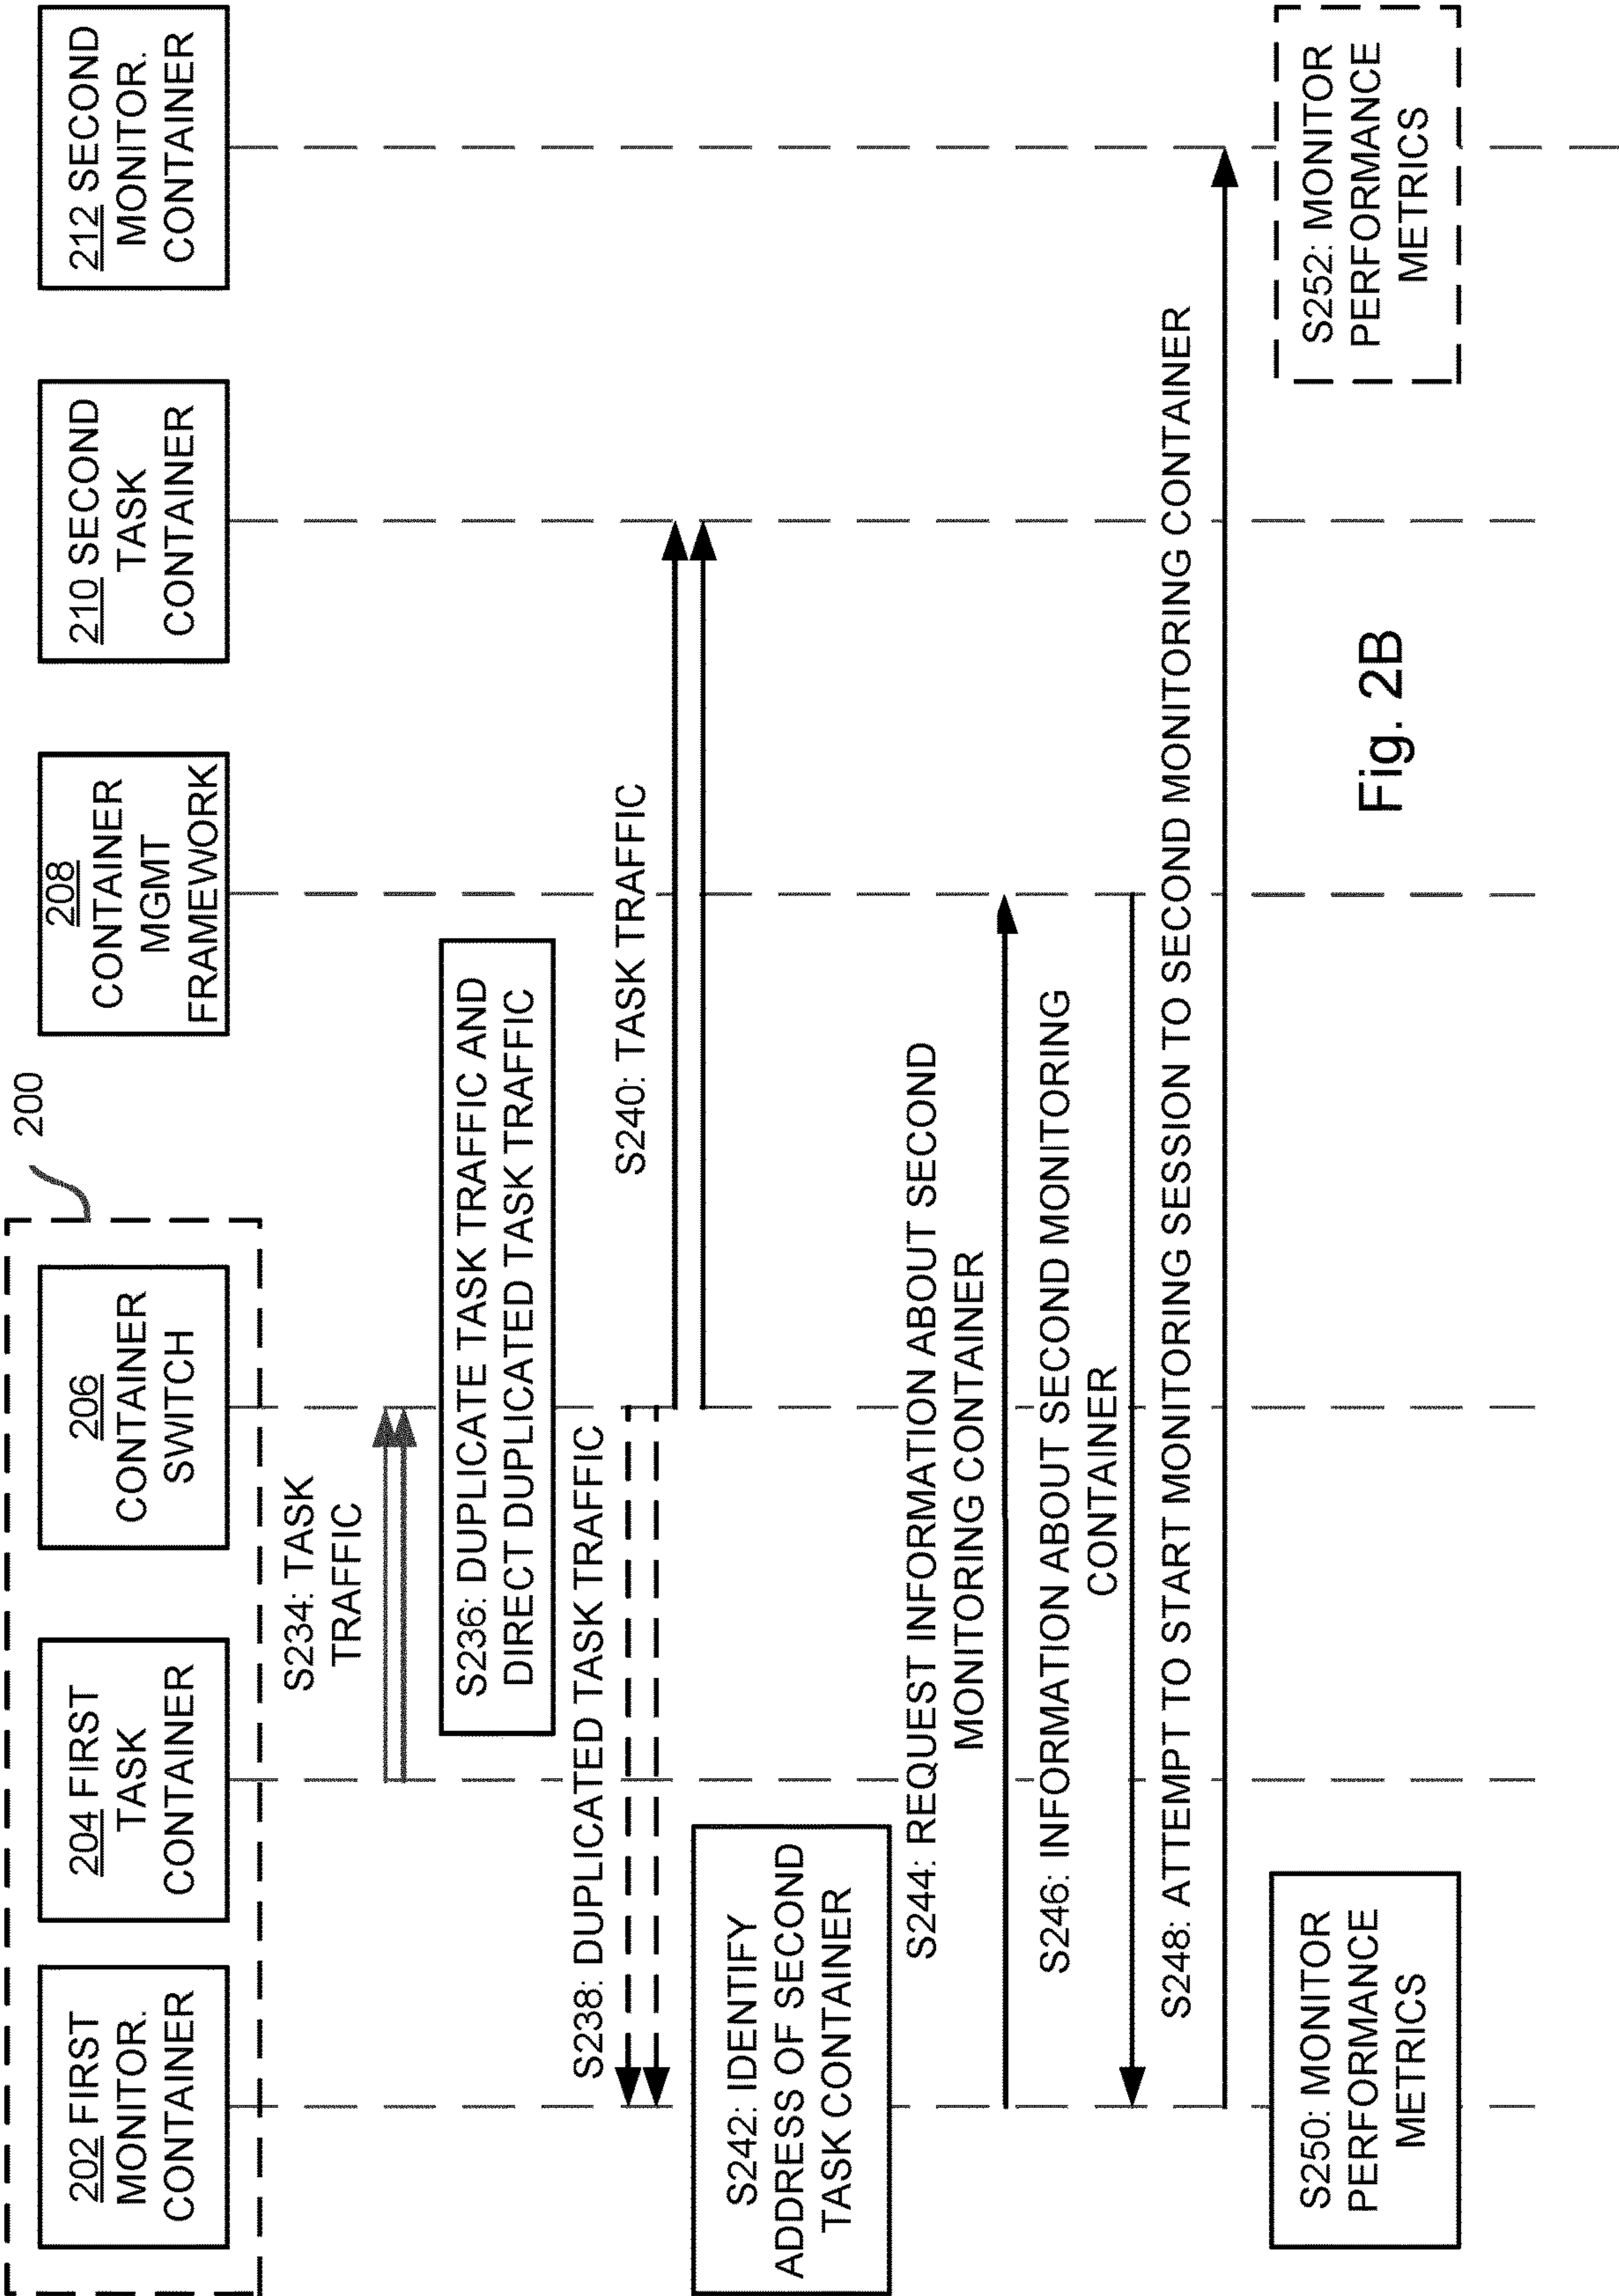 200
202 FIRST
MONITOR.
CONTAINER
204 FIRST
TASK
CONTAINER
206
CONTAINER
SWITCH
208
CONTAINER
MGMT
FRAMEWORK
210 SECOND
TASK
CONTAINER
212 SECOND
MONITOR.
CONTAINER
S234: TASK
TRAFFIC
S236: DUPLICATE TASK TRAFFIC AND
DIRECT DUPLICATED TASK TRAFFIC
S238: DUPLICATED TASK TRAFFIC
S240: TASK TRAFFIC
S242: IDENTIFY
ADDRESS OF SECOND
TASK CONTAINER
S244: REQUEST INFORMATION ABOUT SECOND
MONITORING CONTAINER
S246: INFORMATION ABOUT SECOND MONITORING
CONTAINER
S248: ATTEMPT TO START MONITORING SESSION TO SECOND MONITORING CONTAINER
S250: MONITOR
PERFORMANCE
METRICS
S252: MONITOR
PERFORMANCE
METRICS
Fig. 2B